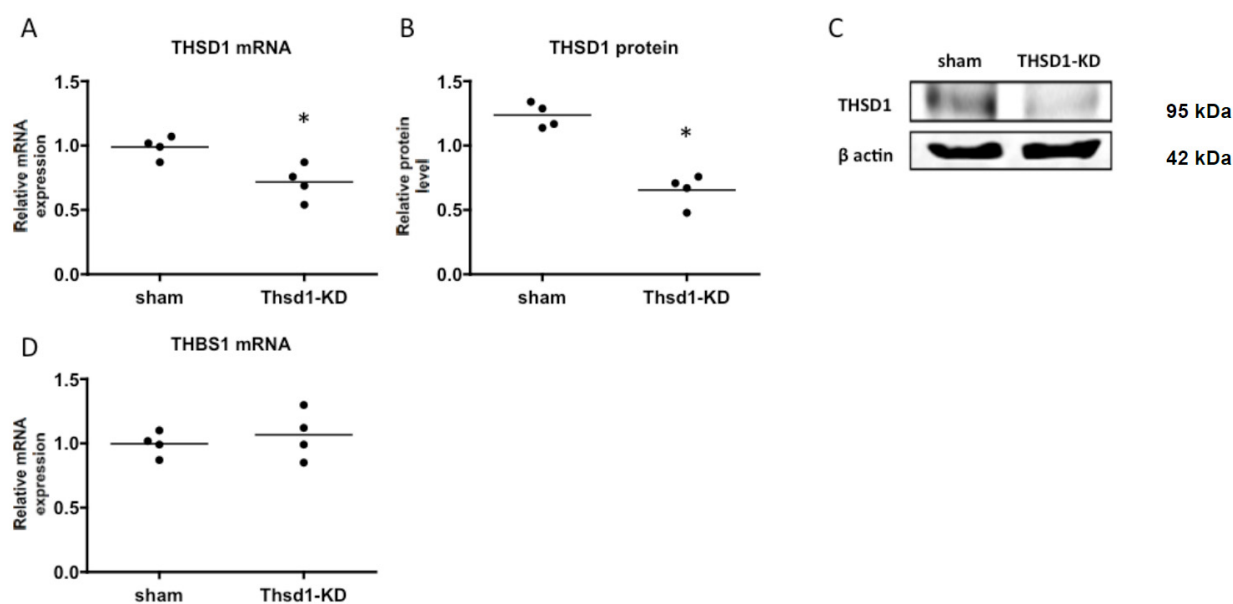 A
THSD1 mRNA
Relative mRNA
expression
1.5
1.0
0.5
0.0
*
sham
Thsd1-KD
B
THSD1 protein
Relative protein
level
1.5
1.0
0.5
0.0
*
sham
Thsd1-KD
C
sham THSD1-KD
THSD1 95 kDa
β actin 42 kDa
D
THBS1 mRNA
Relative mRNA
expression
1.5
1.0
0.5
0.0
sham
Thsd1-KD